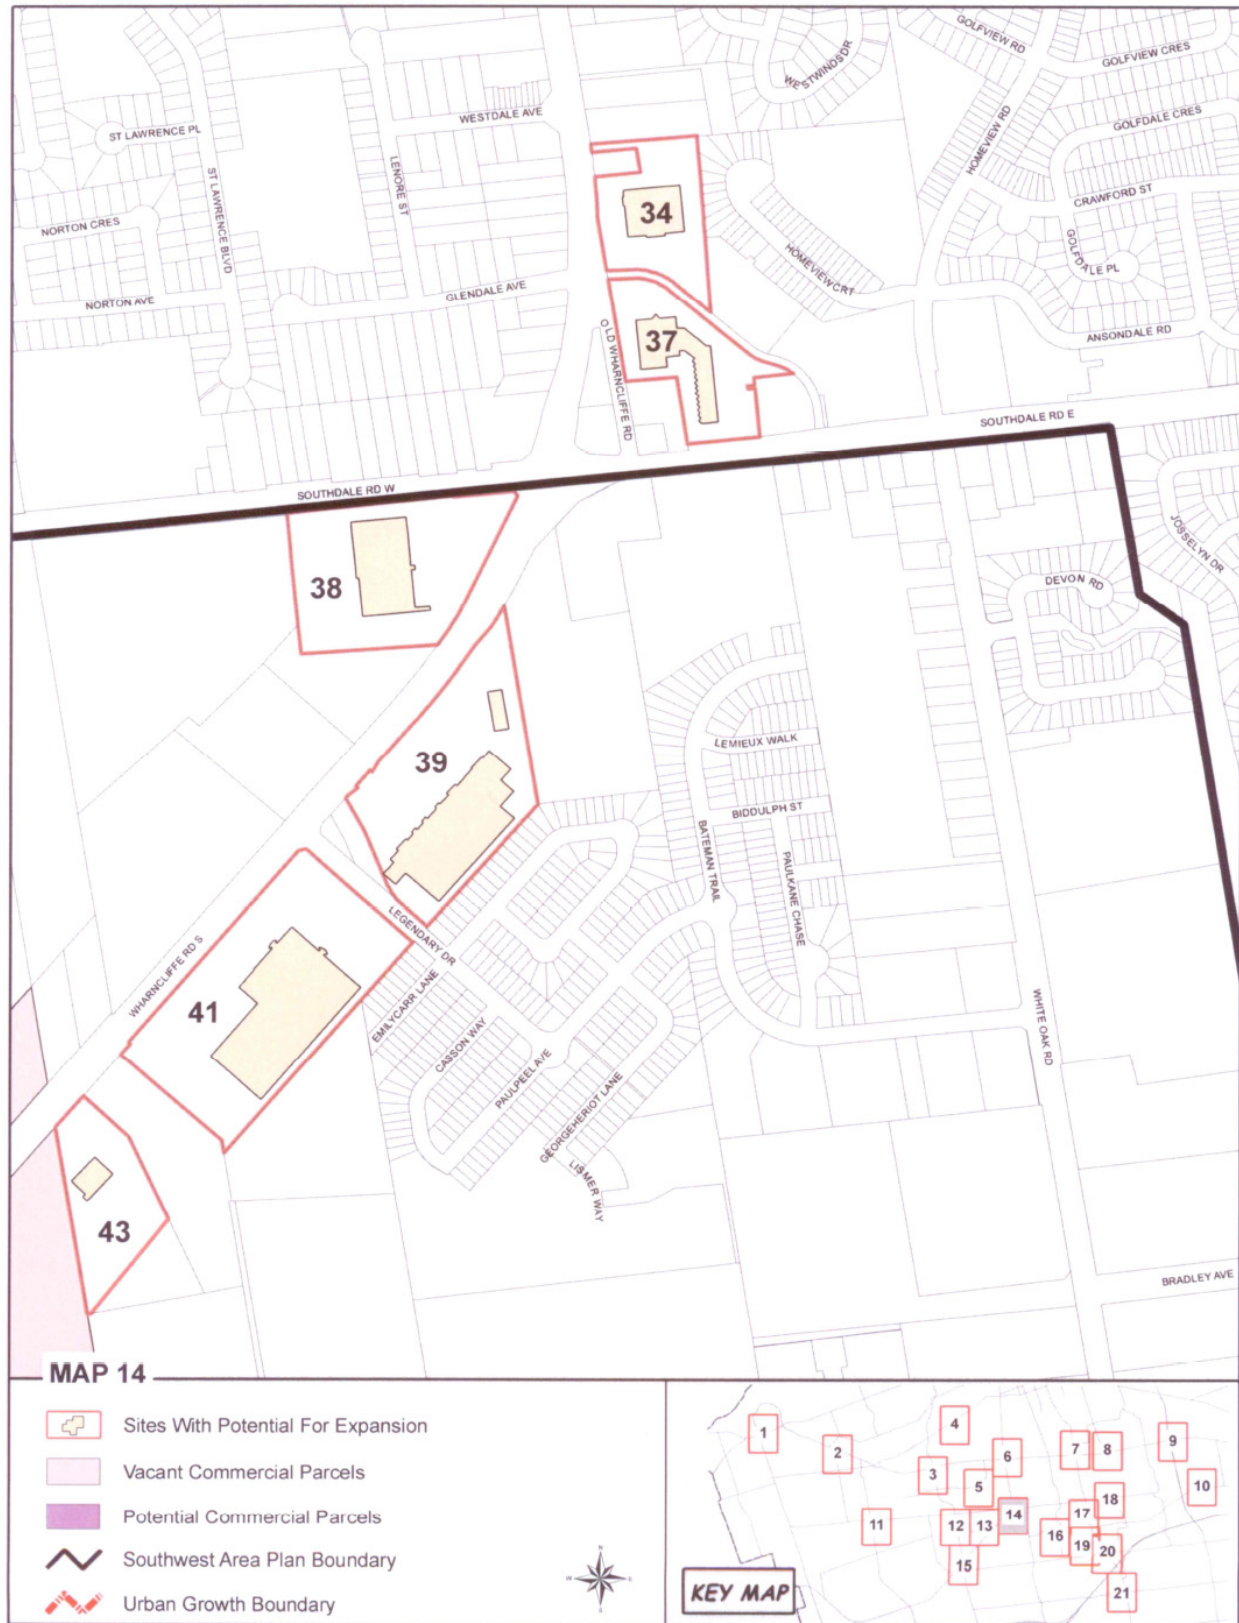 GOLFVIEW RD
GOLFVIEW CRES
WESTWINDS DR
WESTDALE AVE
ST LAWRENCE PL
GOLFDALE CRES
HOMEVIEW RD
LENORE ST
ST LAWRENCE BLVD
34
CRAWFORD ST
NORTON CRES
GOLFDALE PL
HOMEVIEW CRT
GLENDALE AVE
NORTON AVE
ANSONDALE RD
37
OLD WHARNCLIFFE RD
SOUTHDALE RD E
SOUTHDALE RD W
JOSSELYN DR
38
DEVON RD
LEMIEUX WALK
39
BIDDULPH ST
BATEMAN TRAIL
PAULKANE CHASE
LEGENDARY DR
WHARNCLIFFE RD S
EMILYCARR LANE
41
CASSON WAY
WHITE OAK RD
PAULPEEL AVE
GEORGEHERIOT LANE
LISMER WAY
43
BRADLEY AVE
MAP 14
Sites With Potential For Expansion
Vacant Commercial Parcels
Potential Commercial Parcels
Southwest Area Plan Boundary
Urban Growth Boundary
N
W
E
S
1
2
3
4
5
6
7
8
9
10
11
12
13
14
15
16
17
18
19
20
21
KEY MAP